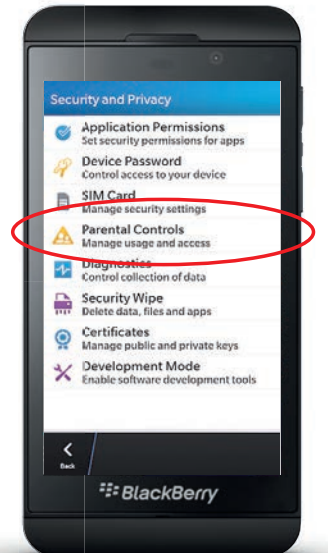 Security and Privacy
Application Permissions
Set security permissions for apps
Device Password
Control access to your device
SIM Card
Manage security settings
Parental Controls
Manage usage and access
Diagnostics
Control collection of data
Security Wipe
Delete data, files and apps
Certificates
Manage public and private keys
Development Mode
Enable software development tools
Back
BlackBerry